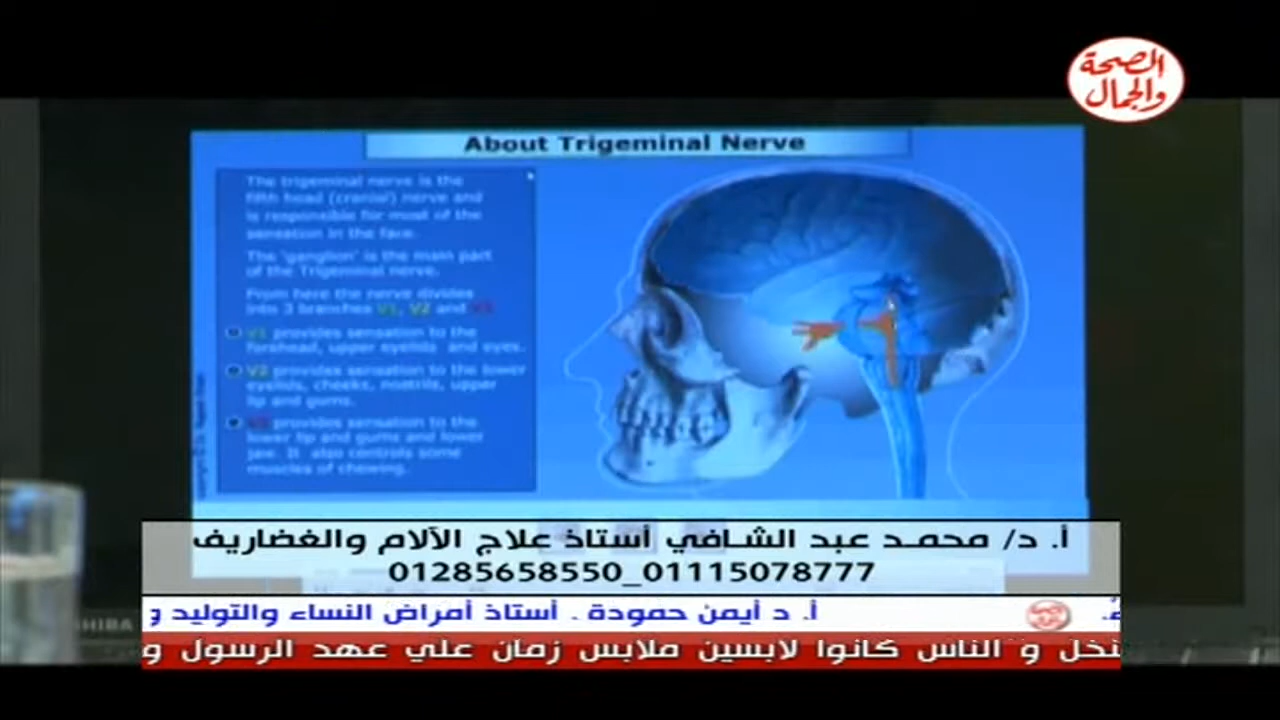 الصحة
والجمال
About Trigeminal Nerve
The trigeminal nerve is the
fifth head (cranial) nerve and
is responsible for most of the
sensation in the face.
The 'ganglion' is the main part
of the Trigeminal nerve.
From here the nerve divides
into 3 branches V1, V2 and V3
V1 provides sensation to the
forehead, upper eyelids and eyes.
V2 provides sensation to the lower
eyelids, cheeks, nostrils, upper
lip and gums.
V3 provides sensation to the
lower lip and gums and lower
jaw. It also controls some
muscles of chewing.
أ. د/ محمـد عبد الشـافي أستاذ علاج الآلام والغضاريف
01285658550_01115078777
أ. د أيمن حمودة . أستاذ أمراض النساء والتوليد و
نخل و الناس كانوا لابسين ملابس زمان علي عهد الرسول و